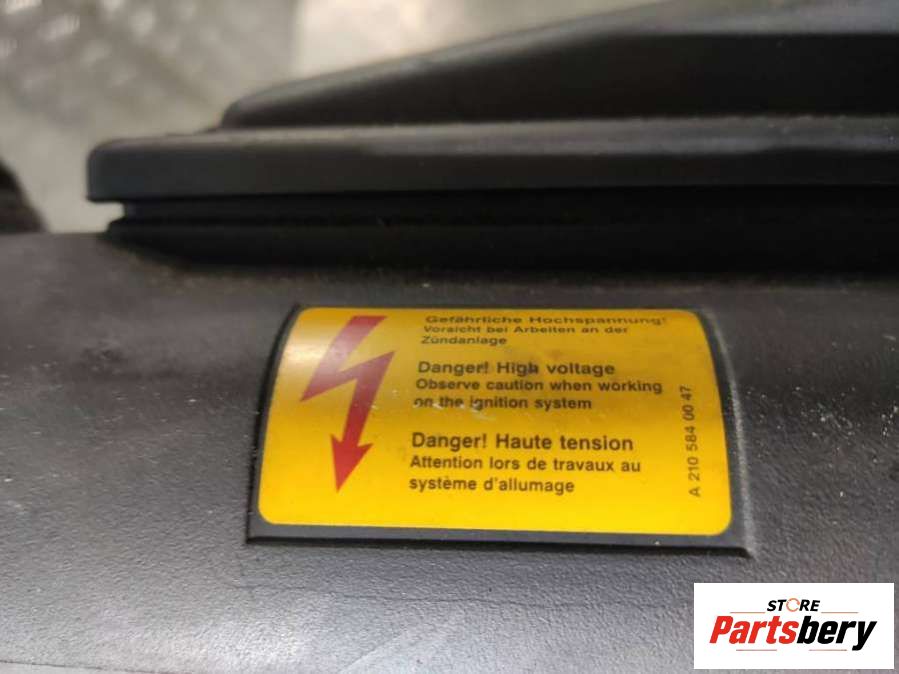 Gefährliche Hochspannung!
Vorsicht bei Arbeiten an der
Zündanlage
Danger! High voltage
Observe caution when working
on the ignition system
Danger! Haute tension
Attention lors de travaux au
système d'allumage
A 210 584 00 47
STORE
Partsbery